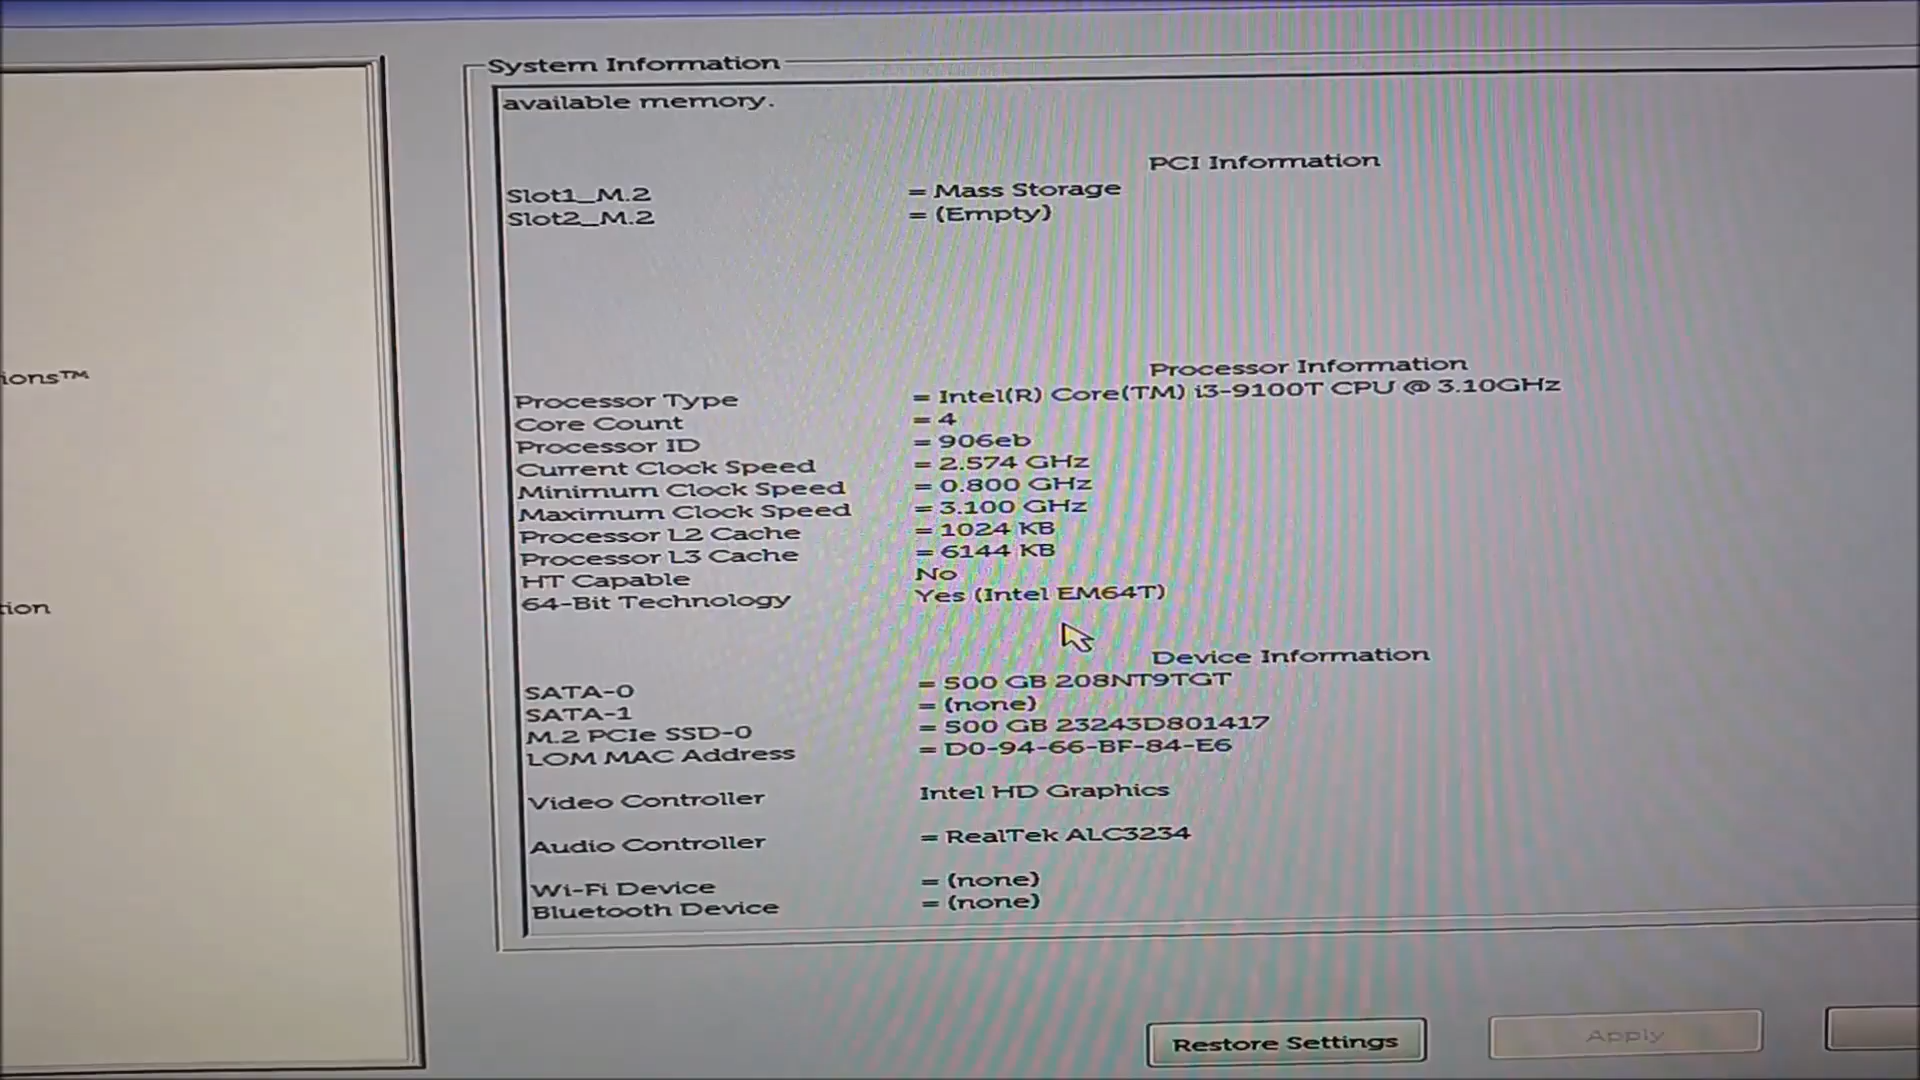 System Information
available memory.
PCI Information
Slot1_M.2 = Mass Storage
Slot2_M.2 = (Empty)
ions™
Processor Information
Processor Type = Intel(R) Core(TM) i3-9100T CPU @ 3.10GHz
Core Count = 4
Processor ID = 906eb
Current Clock Speed = 2.574 GHz
Minimum Clock Speed = 0.800 GHz
Maximum Clock Speed = 3.100 GHz
Processor L2 Cache = 1024 KB
Processor L3 Cache = 6144 KB
HT Capable No
64-Bit Technology Yes (Intel EM64T)
tion
Device Information
SATA-0 = 500 GB 208NT9TGT
SATA-1 = (none)
M.2 PCIe SSD-0 = 500 GB 23243D801417
LOM MAC Address = D0-94-66-BF-84-E6
Video Controller Intel HD Graphics
Audio Controller = RealTek ALC3234
Wi-Fi Device = (none)
Bluetooth Device = (none)
Restore Settings
Apply